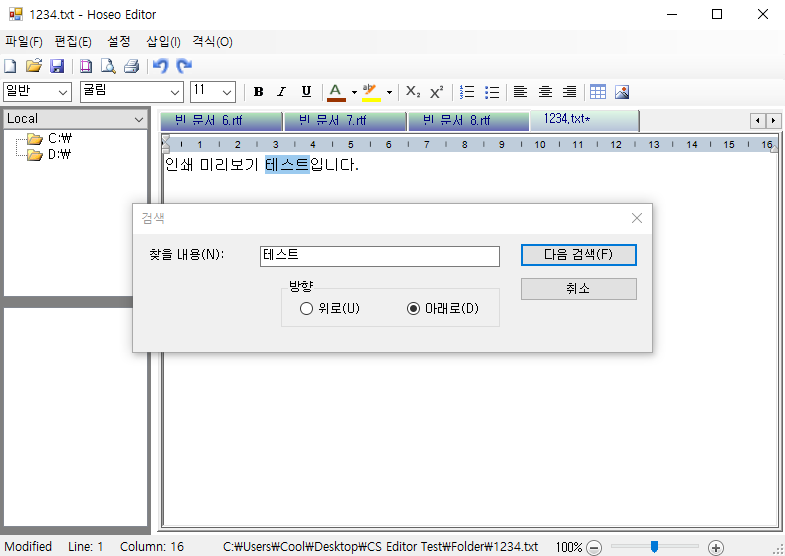 1234.txt - Hoseo Editor
파일(F) 편집(E) 설정 삽입(I) 격식(O)
일반 굴림 11 B I U A ab X₂ X²
Local
C:₩
D:₩
빈 문서 6.rtf 빈 문서 7.rtf 빈 문서 8.rtf 1234.txt*
1 2 3 4 5 6 7 8 9 10 11 12 13 14 15 16
인쇄 미리보기 테스트입니다.
검색
찾을 내용(N): 테스트 다음 검색(F)
방향 취소
위로(U) 아래로(D)
Modified Line: 1 Column: 16 C:₩Users₩Cool₩Desktop₩CS Editor Test₩Folder₩1234.txt 100%